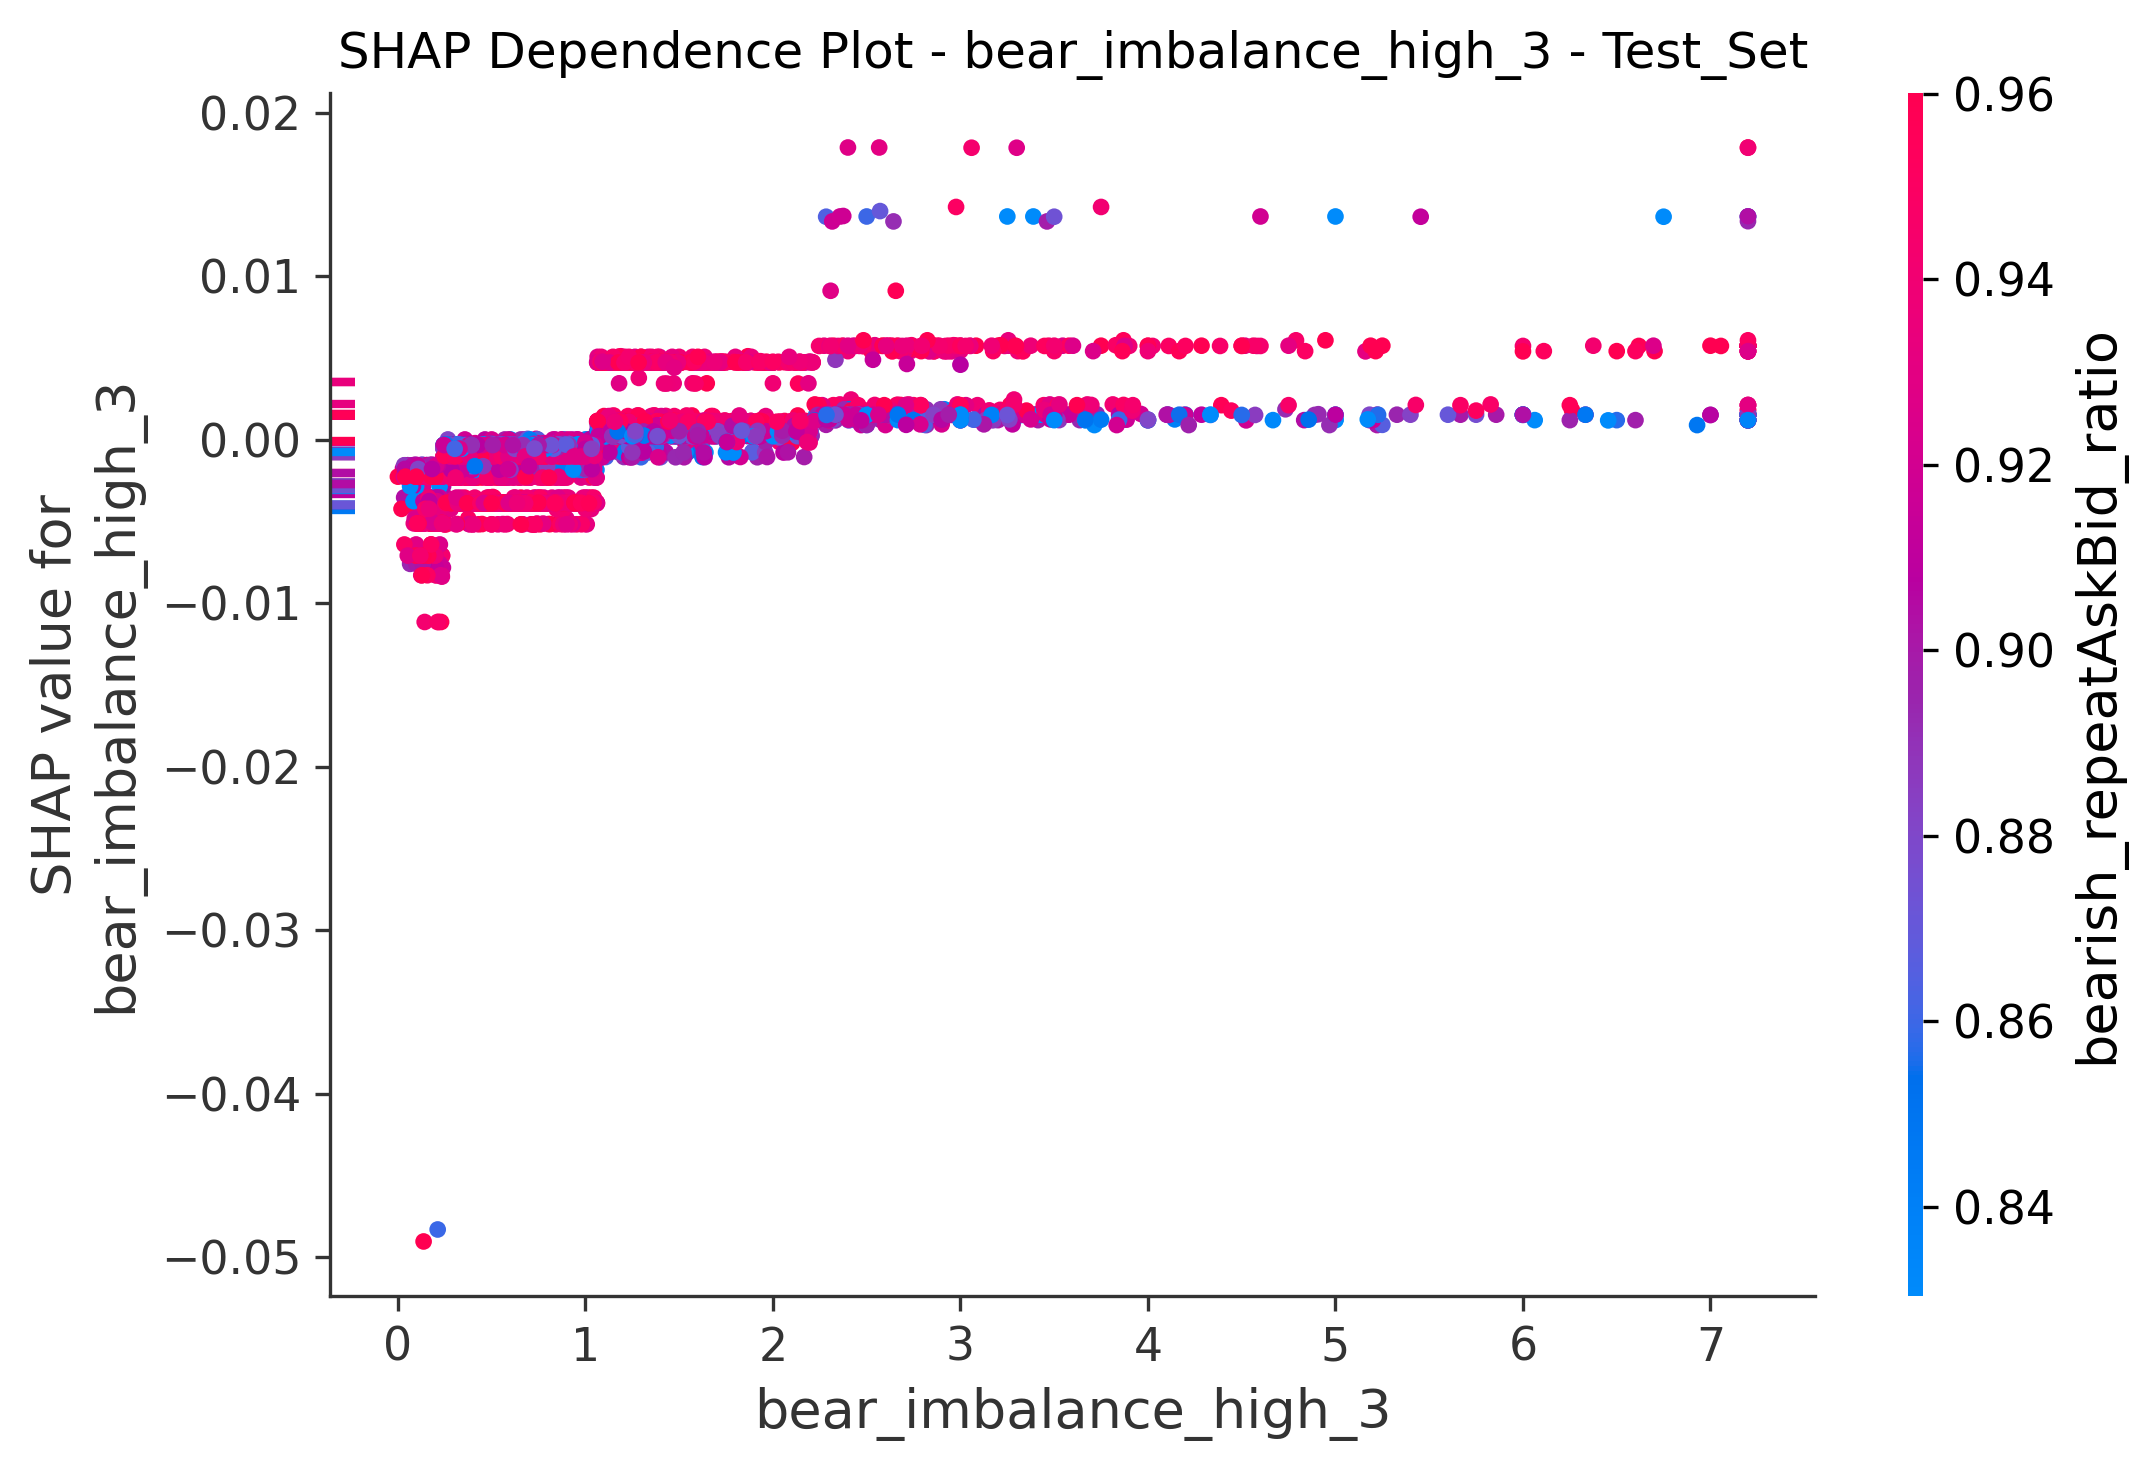 SHAP Dependence Plot - bear_imbalance_high_3 - Test_Set
0.02
0.01
0.00
−0.01
−0.02
−0.03
−0.04
−0.05
SHAP value for
bear_imbalance_high_3
0 1 2 3 4 5 6 7
bear_imbalance_high_3
0.96
0.94
0.92
0.90
0.88
0.86
0.84
bearish_repeatAskBid_ratio